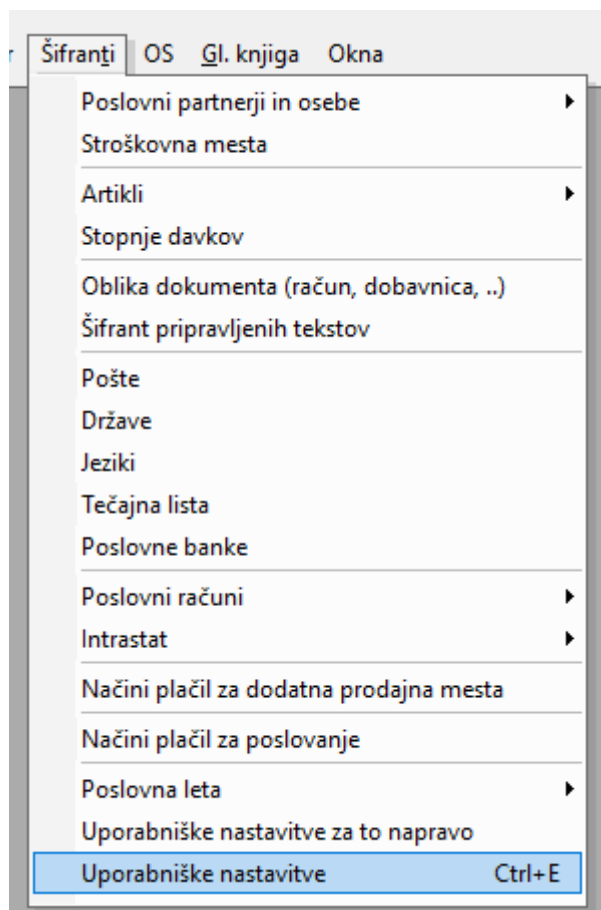 Šifranti OS Gl. knjiga Okna
Poslovni partnerji in osebe
Stroškovna mesta
Artikli
Stopnje davkov
Oblika dokumenta (račun, dobavnica, ..)
Šifrant pripravljenih tekstov
Pošte
Države
Jeziki
Tečajna lista
Poslovne banke
Poslovni računi
Intrastat
Načini plačil za dodatna prodajna mesta
Načini plačil za poslovanje
Poslovna leta
Uporabniške nastavitve za to napravo
Uporabniške nastavitve Ctrl+E